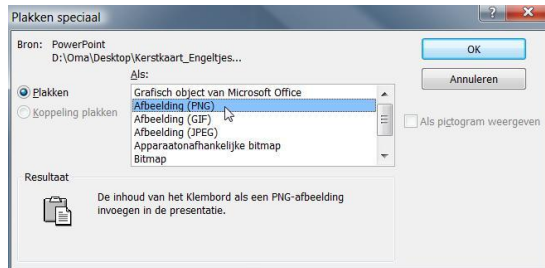 Plakken speciaal
Bron: PowerPoint
D:\Oma\Desktop\Kerstkaart_Engeltjes...
Als:
Plakken
Koppeling plakken
Grafisch object van Microsoft Office
Afbeelding (PNG)
Afbeelding (GIF)
Afbeelding (JPEG)
Apparaatonafhankelijke bitmap
Bitmap
OK
Annuleren
Als pictogram weergeven
Resultaat
De inhoud van het Klembord als een PNG-afbeelding
invoegen in de presentatie.